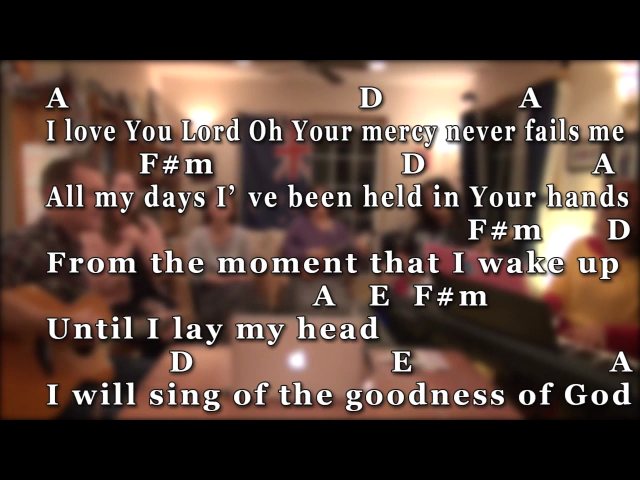 A D A
I love You Lord Oh Your mercy never fails me
F#m D A
All my days I' ve been held in Your hands
F#m D
From the moment that I wake up
A E F#m
Until I lay my head
D E A
I will sing of the goodness of God